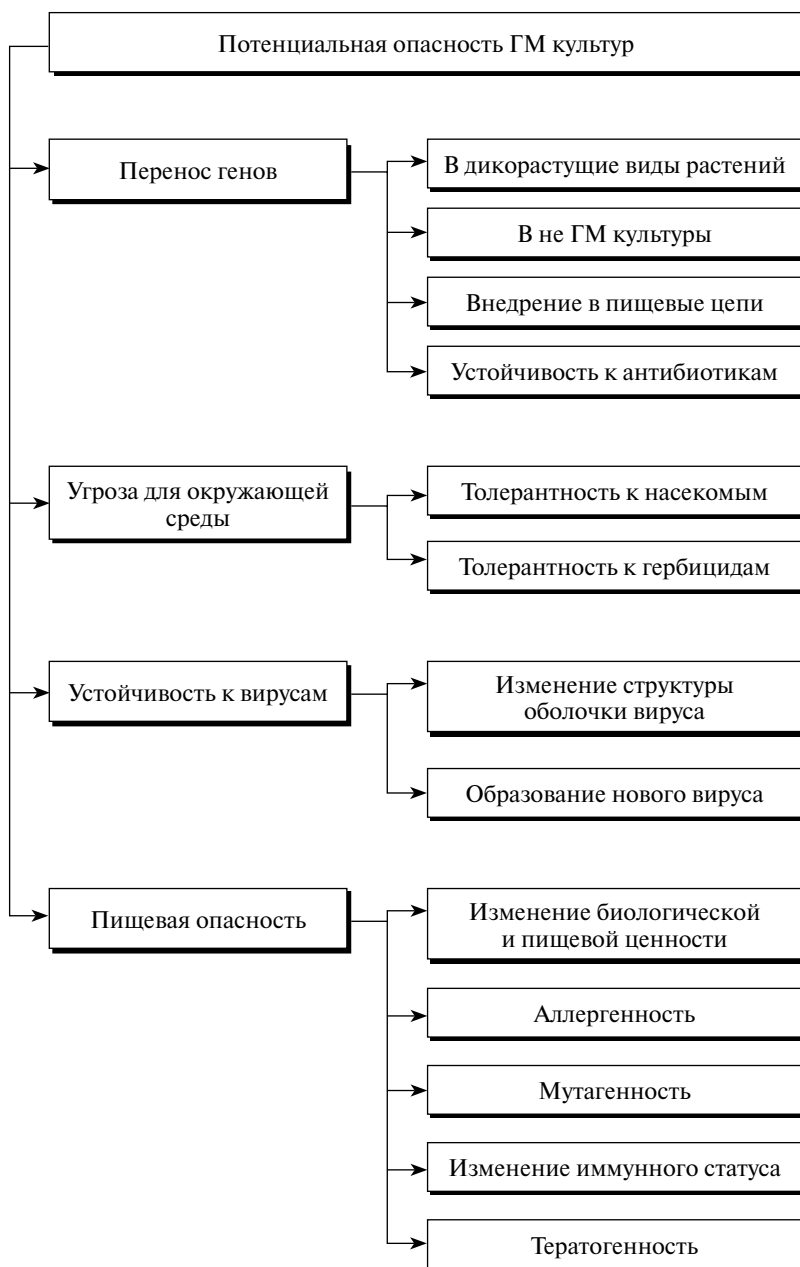 Потенциальная опасность ГМ культур
Перенос генов
В дикорастущие виды растений
В не ГМ культуры
Внедрение в пищевые цепи
Устойчивость к антибиотикам
Угроза для окружающей
среды
Толерантность к насекомым
Толерантность к гербицидам
Устойчивость к вирусам
Изменение структуры
оболочки вируса
Образование нового вируса
Пищевая опасность
Изменение биологической
и пищевой ценности
Аллергенность
Мутагенность
Изменение иммунного статуса
Тератогенность